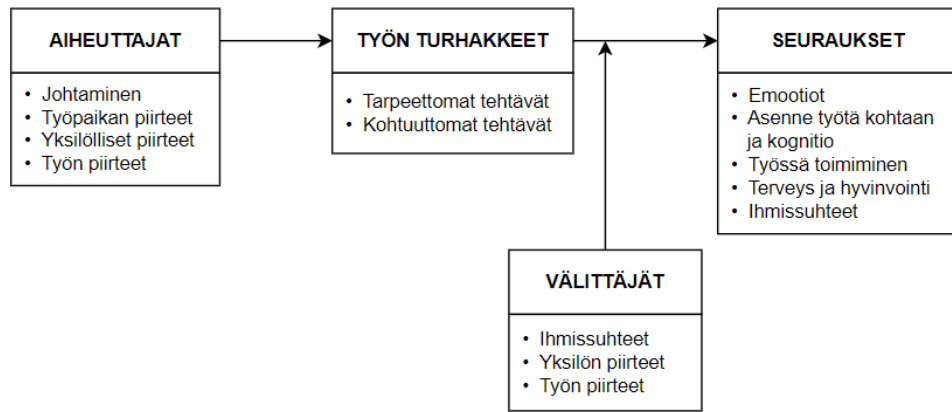 AIHEUTTAJAT
• Johtaminen
• Työpaikan piirteet
• Yksilölliset piirteet
• Työn piirteet
TYÖN TURHAKKEET
• Tarpeettomat tehtävät
• Kohtuuttomat tehtävät
SEURAUKSET
• Emootiot
• Asenne työtä kohtaan
ja kognitio
• Työssä toimiminen
• Terveys ja hyvinvointi
• Ihmissuhteet
VÄLITTÄJÄT
• Ihmissuhteet
• Yksilön piirteet
• Työn piirteet